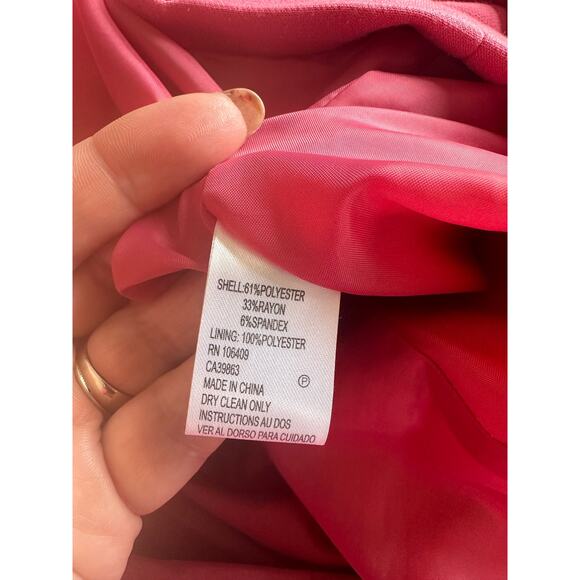 SHELL:61%POLYESTER
33%RAYON
6%SPANDEX
LINING: 100%POLYESTER
RN 106409
CA39863
MADE IN CHINA
P
DRY CLEAN ONLY
INSTRUCTIONS AU DOS
VER AL DORSO PARA CUIDADO